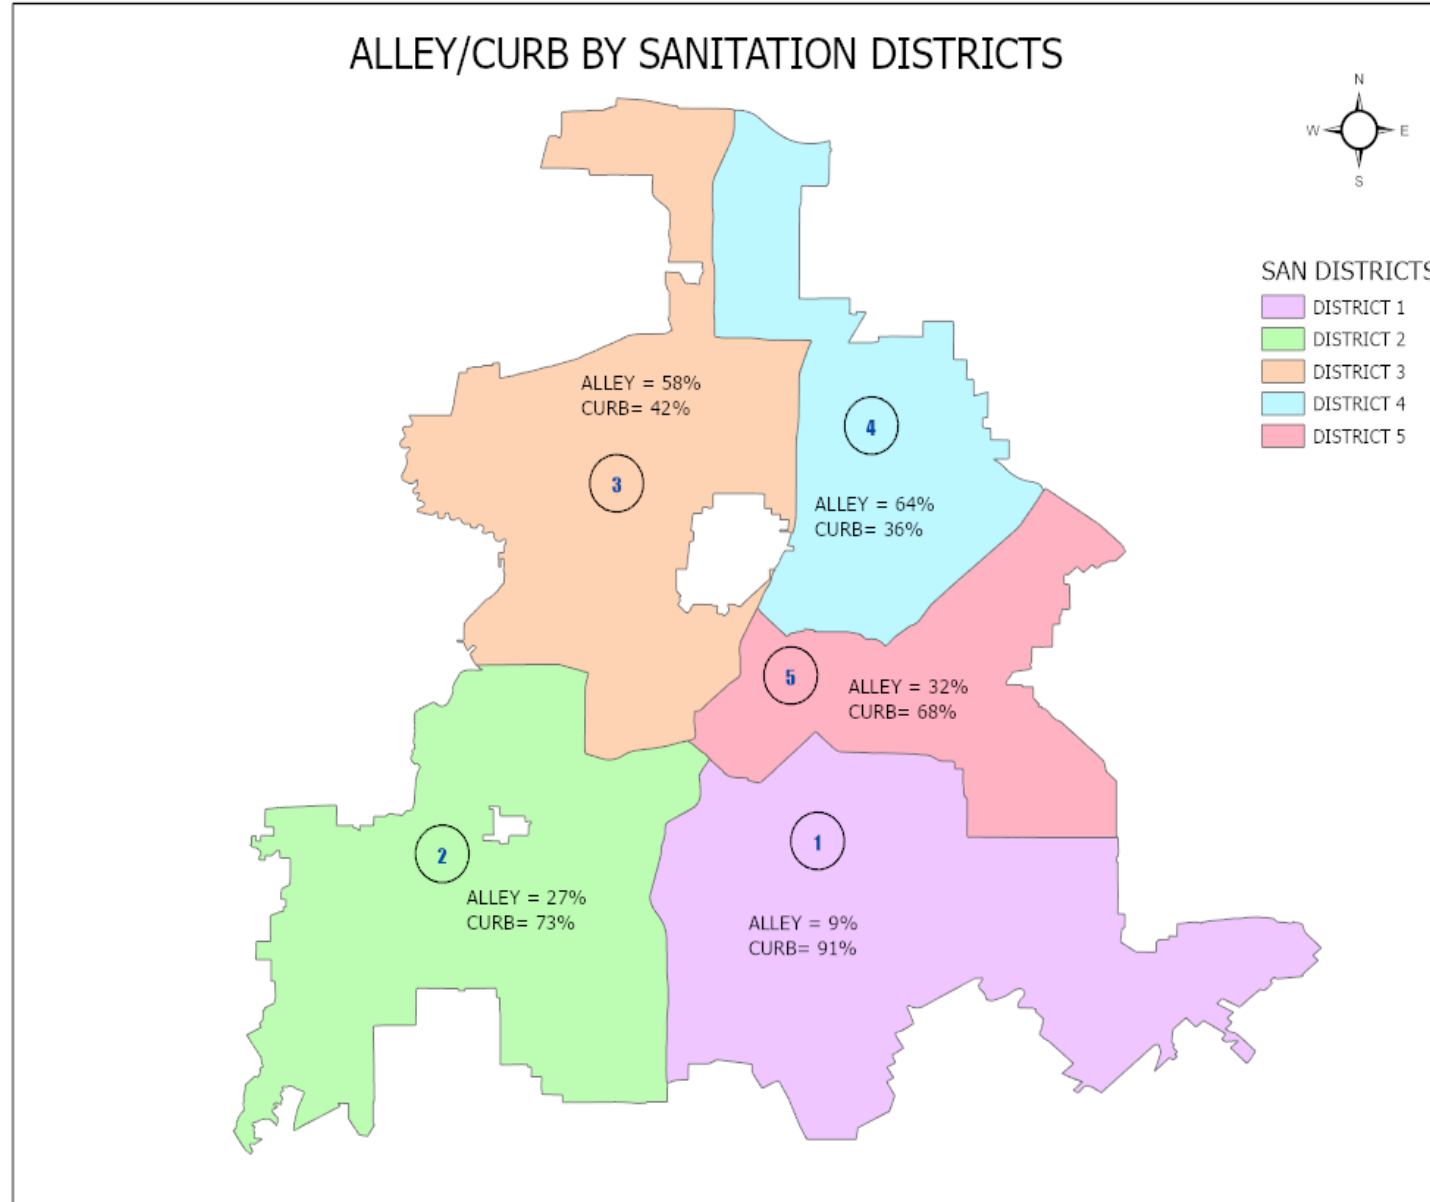 ALLEY/CURB BY SANITATION DISTRICTS
N
W E
S
SAN DISTRICTS
DISTRICT 1
DISTRICT 2
DISTRICT 3
DISTRICT 4
DISTRICT 5
ALLEY = 58%
CURB= 42%
3
4
ALLEY = 64%
CURB= 36%
5
ALLEY = 32%
CURB= 68%
2
ALLEY = 27%
CURB= 73%
1
ALLEY = 9%
CURB= 91%